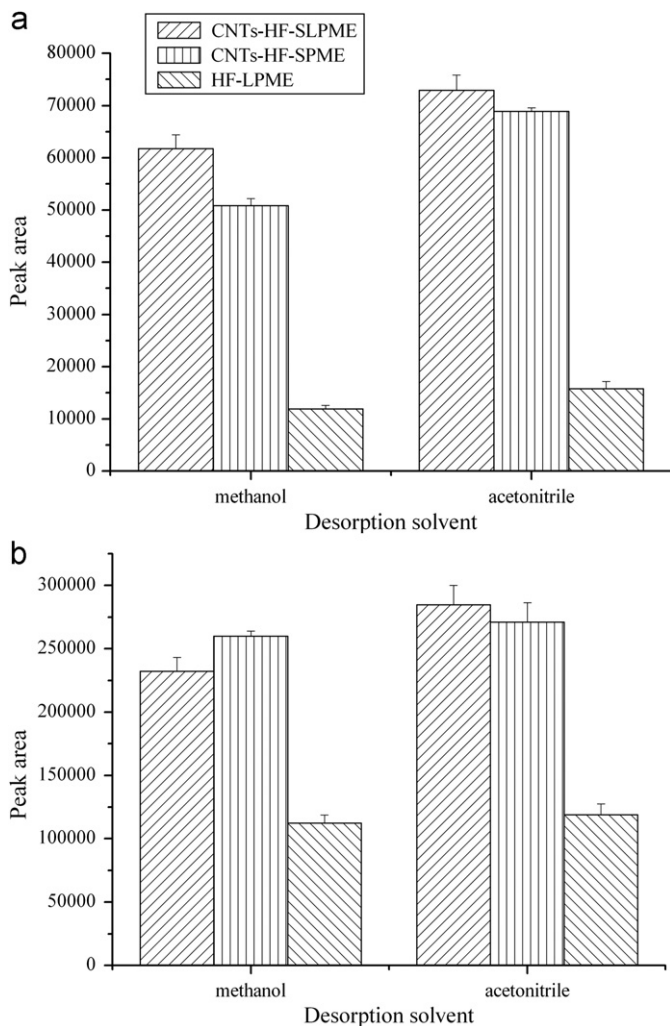 a
CNTs-HF-SLPME
CNTs-HF-SPME
HF-LPME
80000
70000
60000
50000
40000
30000
20000
10000
0
Peak area
methanol acetonitrile
Desorption solvent
b
300000
250000
200000
150000
100000
50000
0
Peak area
methanol acetonitrile
Desorption solvent